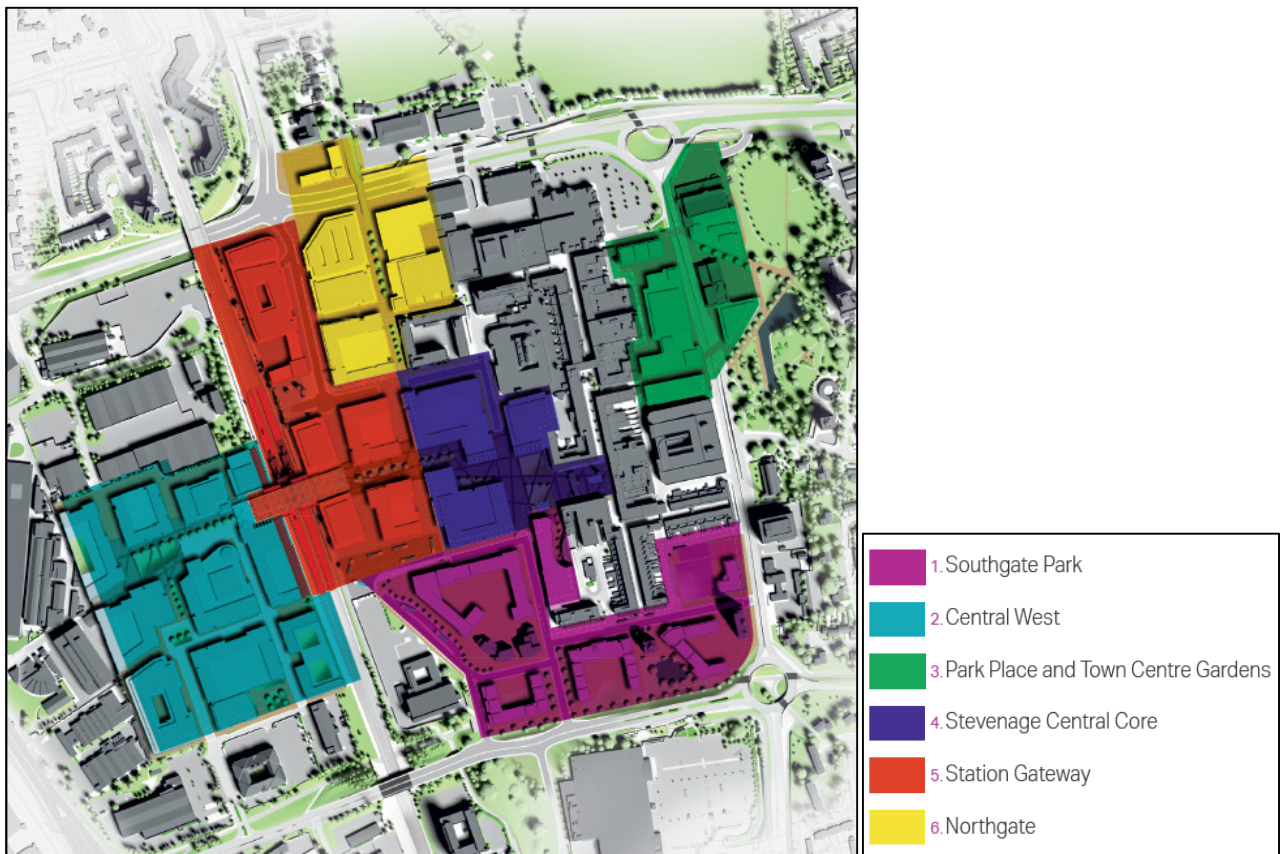 1. Southgate Park
2. Central West
3. Park Place and Town Centre Gardens
4. Stevenage Central Core
5. Station Gateway
6. Northgate